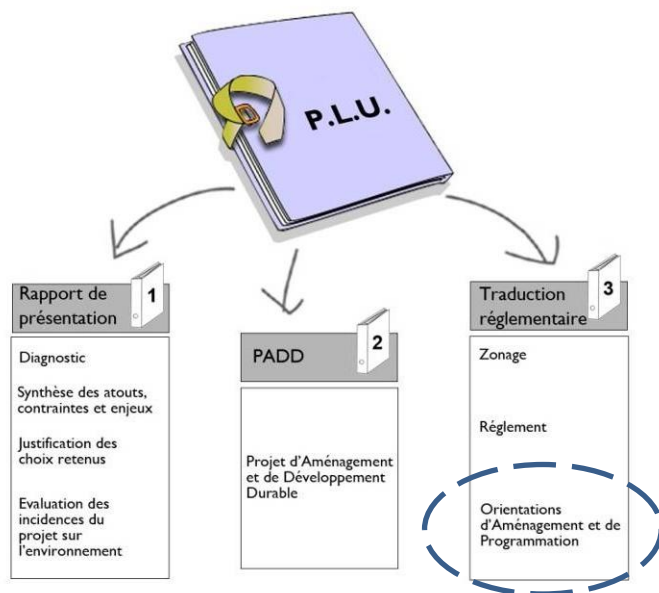 P.L.U.
Rapport de
présentation
1
Diagnostic
Synthèse des atouts,
contraintes et enjeux
Justification des
choix retenus
Evaluation des
incidences du
projet sur
l'environnement
PADD
2
Projet d'Aménagement
et de Développement
Durable
Traduction
réglementaire
3
Zonage
Réglement
Orientations
d'Aménagement et de
Programmation